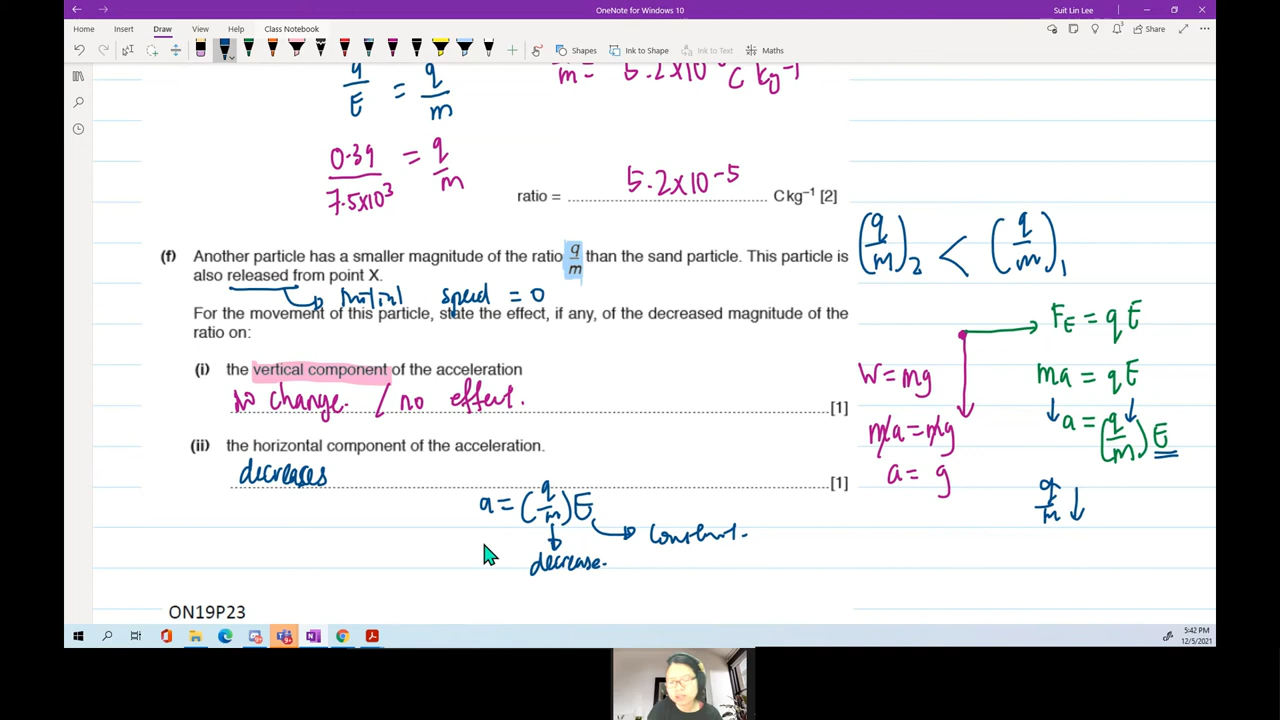 OneNote for Windows 10
Suit Lin Lee
Home Insert Draw View Help Class Notebook
Share
Shapes Ink to Shape Ink to Text Maths
q/E = q/m
m = 5.2x10 C kg⁻¹
0.39/7.5x10³ = q/m
5.2x10⁻⁵
ratio = C kg⁻¹ [2]
(f) Another particle has a smaller magnitude of the ratio q/m than the sand particle. This particle is
also released from point X.
initial speed = 0
For the movement of this particle, state the effect, if any, of the decreased magnitude of the
ratio on:
(i) the vertical component of the acceleration
no change. / no effect.
[1]
(ii) the horizontal component of the acceleration.
decreases
[1]
a = (q/m)E
constant.
decrease.
(q/m)₂ < (q/m)₁
F_E = qE
W = mg
ma = qE
ma = mg
a = (q/m)E
a = g
q/m ↓
ON19P23
5:42 PM
12/5/2021